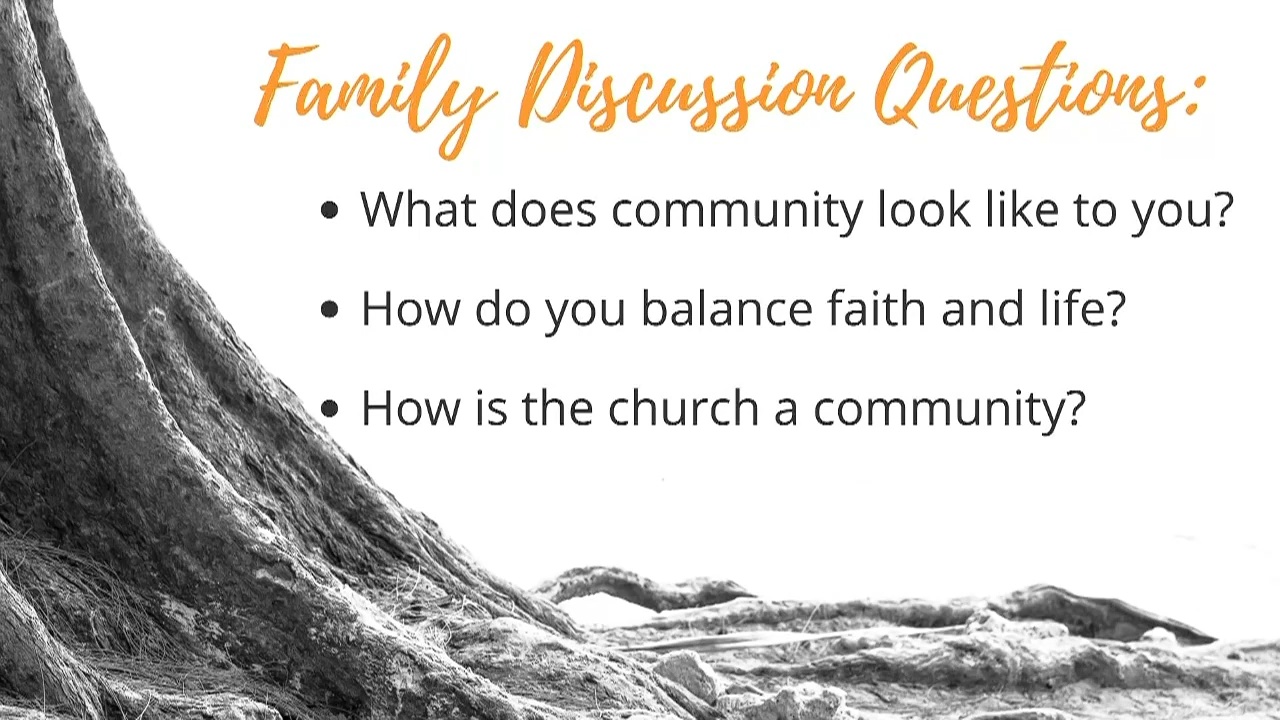 Family Discussion Questions:
• What does community look like to you?
• How do you balance faith and life?
• How is the church a community?